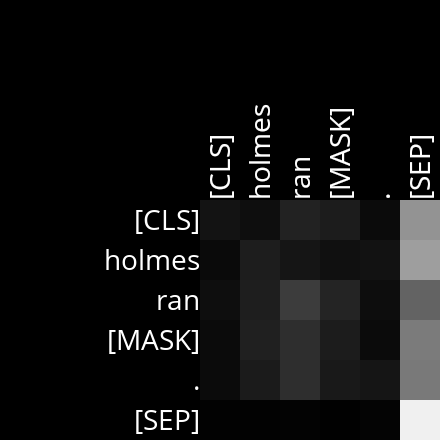 [CLS]
holmes
ran
[MASK]
.
[SEP]
[CLS]
holmes
ran
[MASK]
.
[SEP]